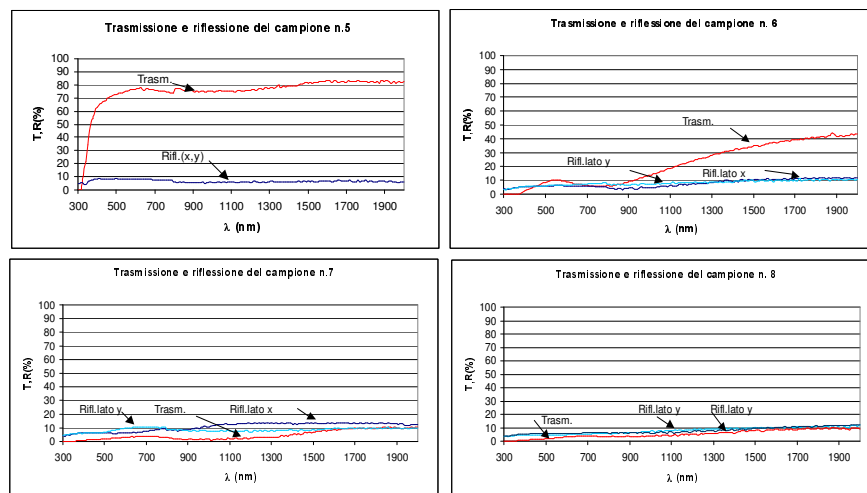 Trasmissione e riflessione del campione n.5
T,R(%)
100
90
80
70
60
50
40
30
20
10
0
Trasm.
Rifl.(x,y)
300 500 700 900 1100 1300 1500 1700 1900
λ (nm)
Trasmissione e riflessione del campione n. 6
T,R(%)
100
90
80
70
60
50
40
30
20
10
0
Trasm.
Rifl.lato y
Rifl.lato x
300 500 700 900 1100 1300 1500 1700 1900
λ (nm)
Trasmissione e riflessione del campione n.7
T,R(%)
100
90
80
70
60
50
40
30
20
10
0
Rifl.lato y Trasm. Rifl.lato x
300 500 700 900 1100 1300 1500 1700 1900
λ (nm)
Trasmissione e riflessione del campione n. 8
T,R(%)
100
90
80
70
60
50
40
30
20
10
0
Trasm. Rifl.lato y Rifl.lato y
300 500 700 900 1100 1300 1500 1700 1900
λ (nm)